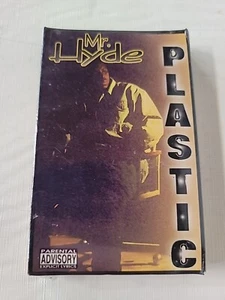 Mr.
Hyde
PLASTIC
PARENTAL
ADVISORY
EXPLICIT LYRICS